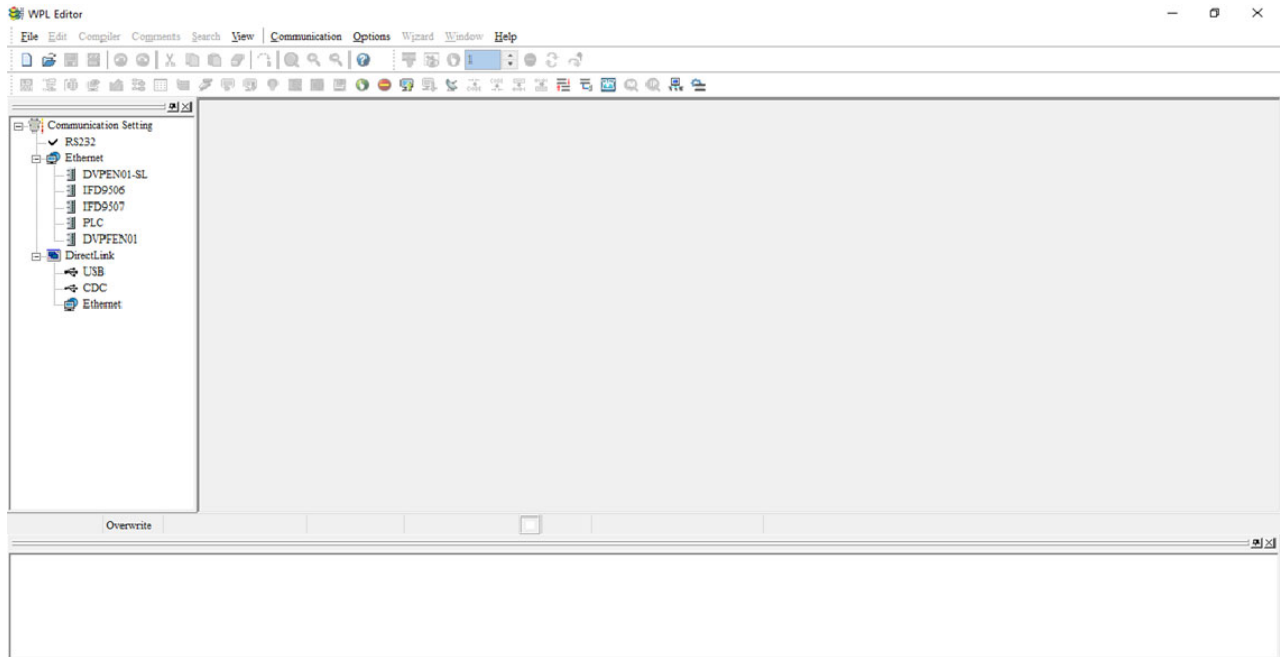 WPL Editor
File Edit Compiler Comments Search View Communication Options Wizard Window Help
1
Communication Setting
RS232
Ethernet
DVPEN01-SL
IFD9506
IFD9507
PLC
DVPFEN01
DirectLink
USB
CDC
Ethernet
Overwrite